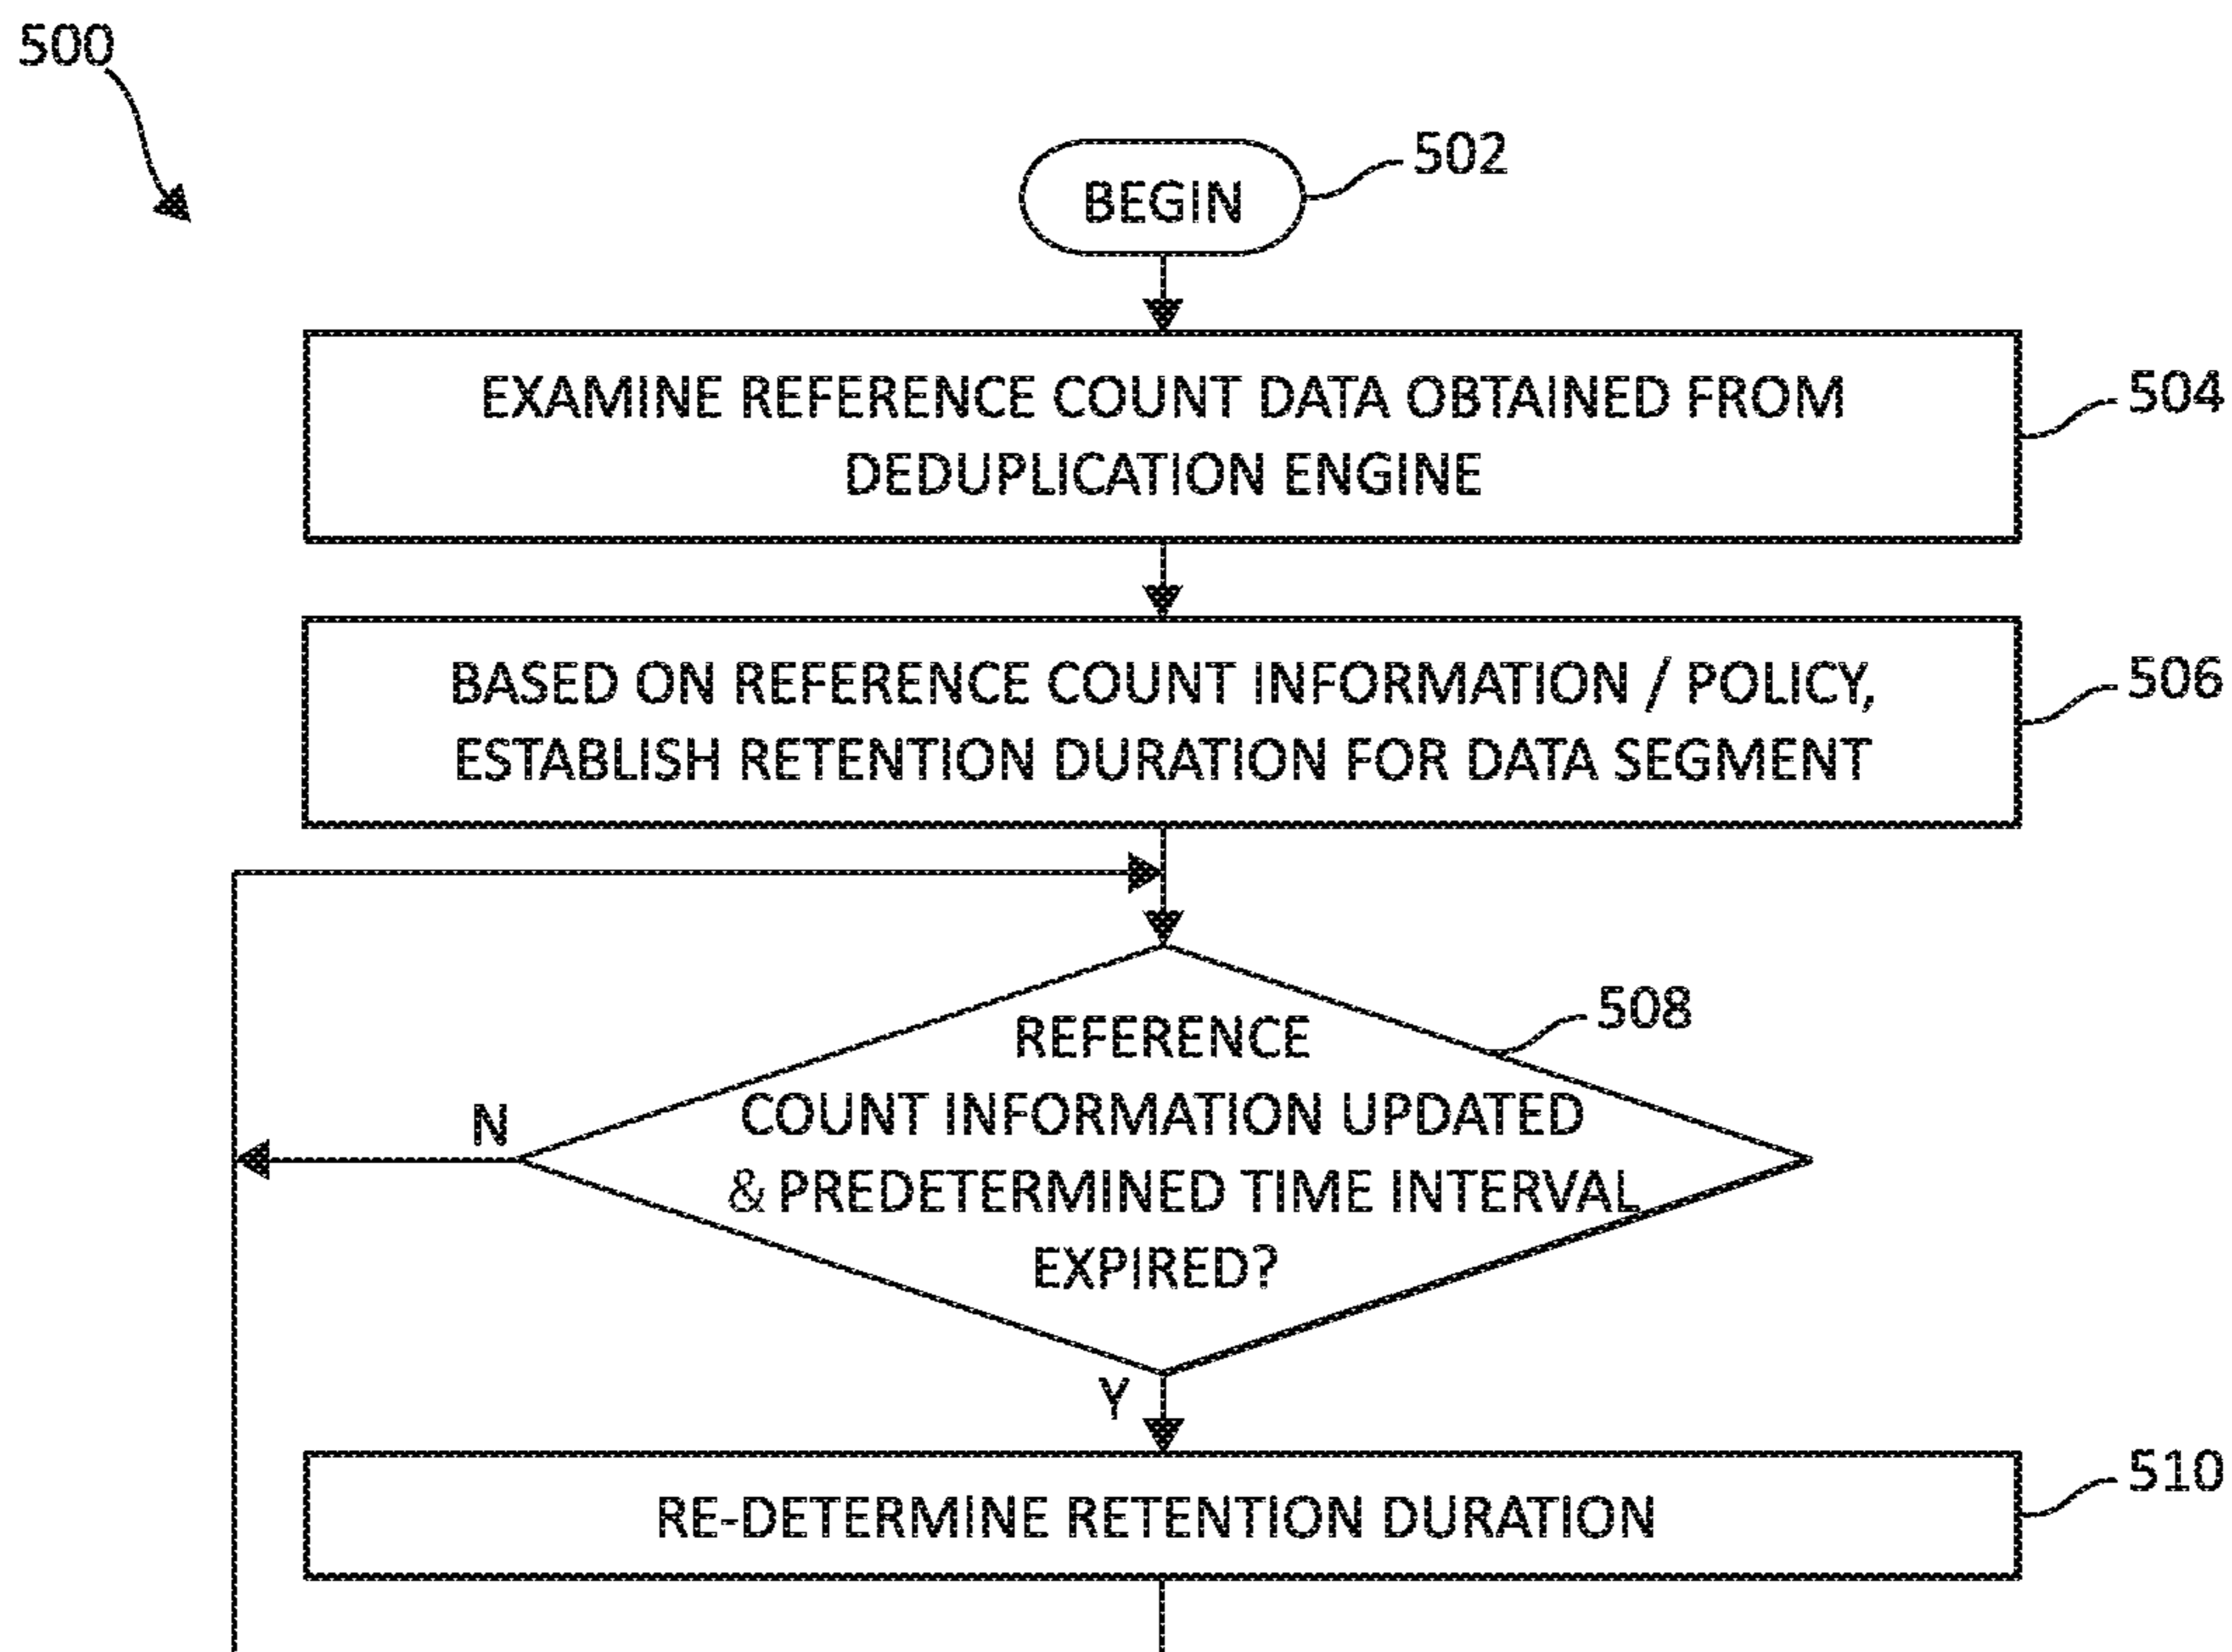 500
BEGIN
502
EXAMINE REFERENCE COUNT DATA OBTAINED FROM
DEDUPLICATION ENGINE
504
BASED ON REFERENCE COUNT INFORMATION / POLICY,
ESTABLISH RETENTION DURATION FOR DATA SEGMENT
506
REFERENCE
COUNT INFORMATION UPDATED
& PREDETERMINED TIME INTERVAL
EXPIRED?
508
N
Y
RE-DETERMINE RETENTION DURATION
510